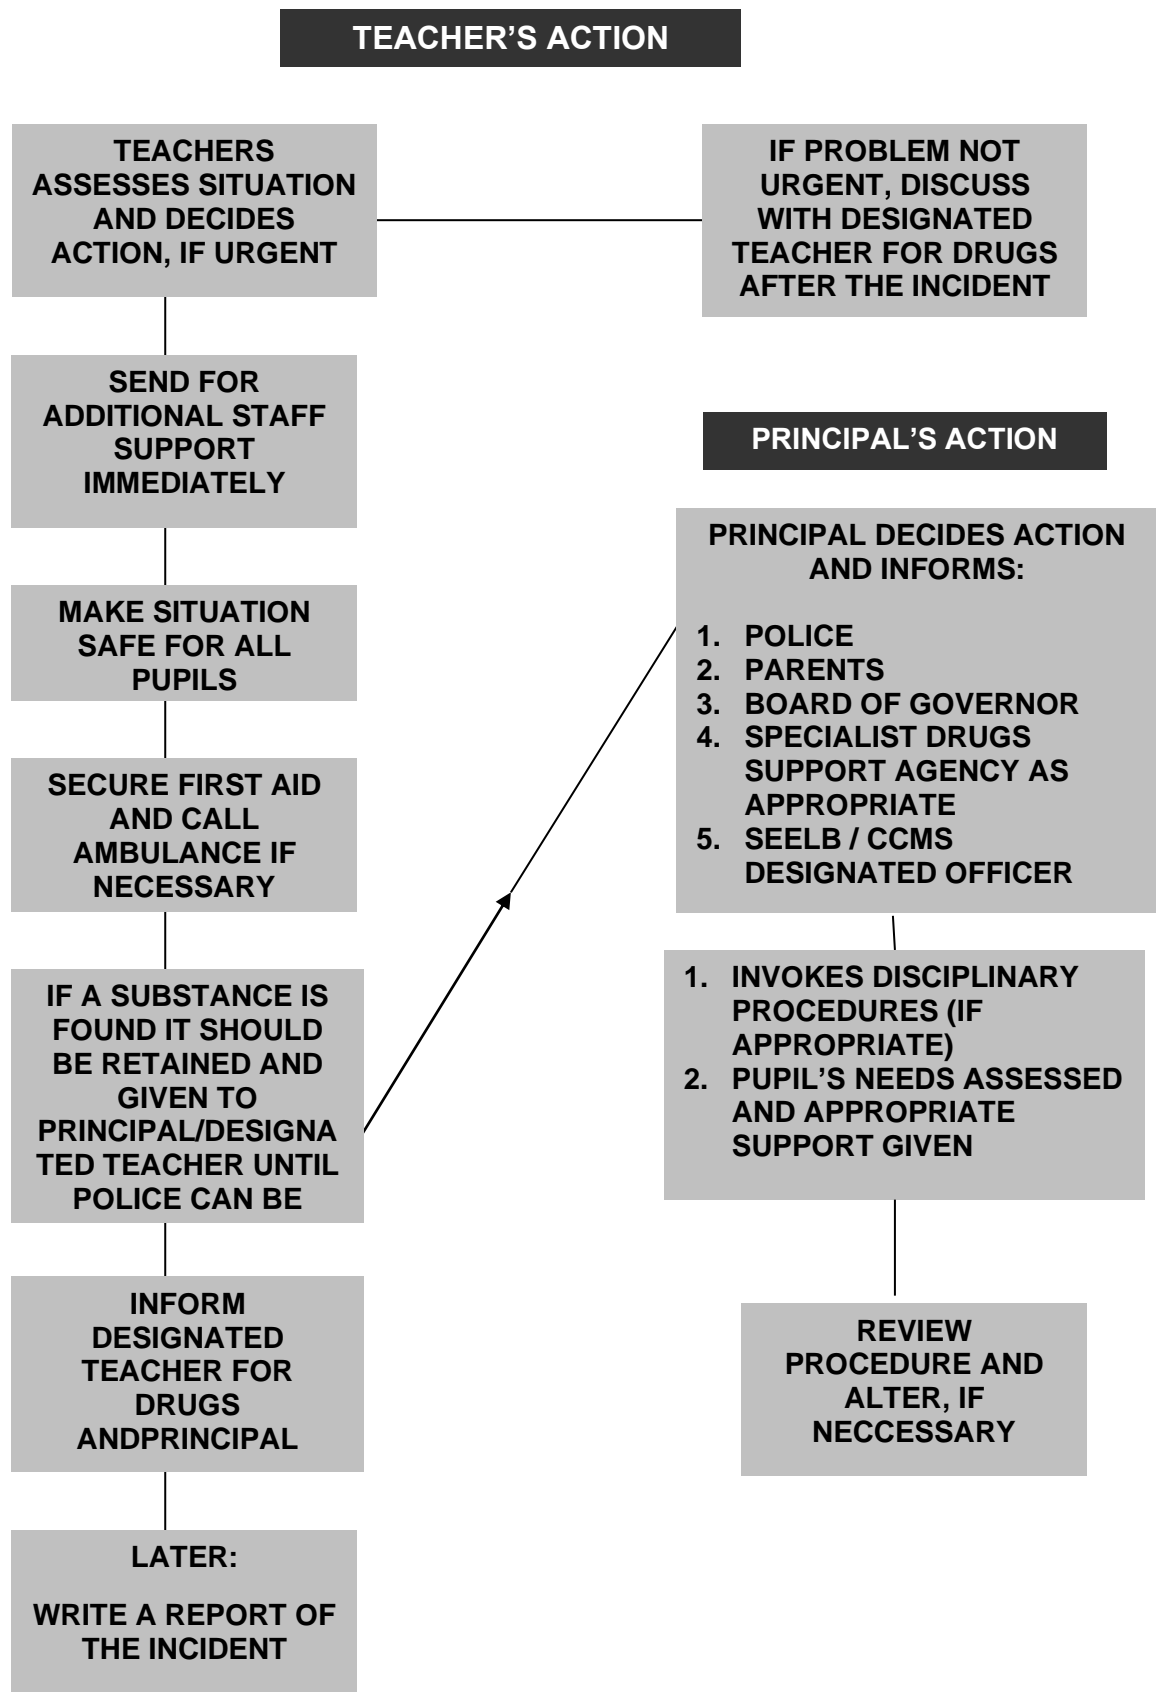 TEACHER’S ACTION
TEACHERS
ASSESSES SITUATION
AND DECIDES
ACTION, IF URGENT
IF PROBLEM NOT
URGENT, DISCUSS
WITH DESIGNATED
TEACHER FOR DRUGS
AFTER THE INCIDENT
SEND FOR
ADDITIONAL STAFF
SUPPORT
IMMEDIATELY
MAKE SITUATION
SAFE FOR ALL
PUPILS
SECURE FIRST AID
AND CALL
AMBULANCE IF
NECESSARY
IF A SUBSTANCE IS
FOUND IT SHOULD
BE RETAINED AND
GIVEN TO
PRINCIPAL/DESIGNA
TED TEACHER UNTIL
POLICE CAN BE
INFORM
DESIGNATED
TEACHER FOR
DRUGS
ANDPRINCIPAL
LATER:
WRITE A REPORT OF
THE INCIDENT
PRINCIPAL’S ACTION
PRINCIPAL DECIDES ACTION
AND INFORMS:
1. POLICE
2. PARENTS
3. BOARD OF GOVERNOR
4. SPECIALIST DRUGS
SUPPORT AGENCY AS
APPROPRIATE
5. SEELB / CCMS
DESIGNATED OFFICER
1. INVOKES DISCIPLINARY
PROCEDURES (IF
APPROPRIATE)
2. PUPIL’S NEEDS ASSESSED
AND APPROPRIATE
SUPPORT GIVEN
REVIEW
PROCEDURE AND
ALTER, IF
NECCESSARY